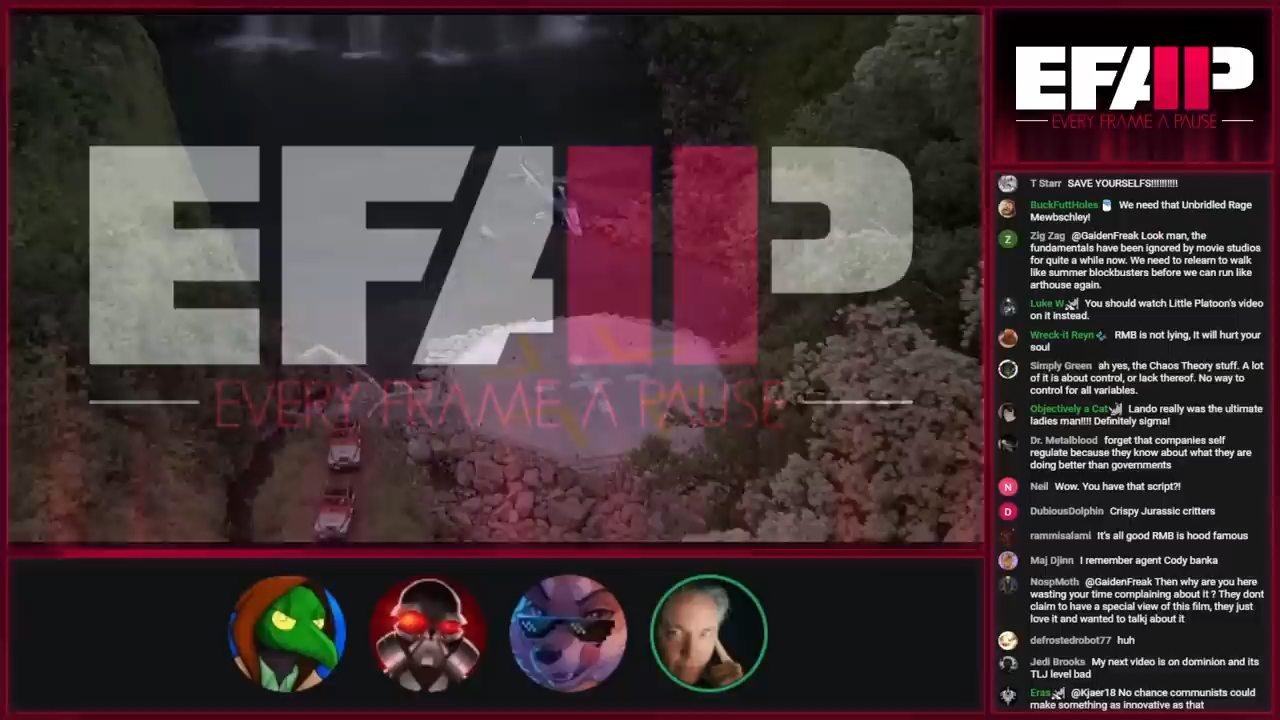 EFAP
EVERY FRAME A PAUSE
EFAP
EVERY FRAME A PAUSE
T Starr SAVE YOURSELFS!!!!!!!!!!
BuckFuttHoles We need that Unbridled Rage
Mewbschley!
Z
Zig Zag @GaidenFreak Look man, the
fundamentals have been ignored by movie studios
for quite a while now. We need to relearn to walk
like summer blockbusters before we can run like
arthouse again.
Luke W You should watch Little Platoon's video
on it instead.
Wreck-it Reyn RMB is not lying, It will hurt your
soul
Simply Green ah yes, the Chaos Theory stuff. A lot
of it is about control, or lack thereof. No way to
control for all variables.
Objectively a Cat Lando really was the ultimate
ladies man!!!! Definitely sigma!
Dr. Metalblood forget that companies self
regulate because they know about what they are
doing better than governments
N
Neil Wow. You have that script?!
D
DubiousDolphin Crispy Jurassic critters
rammisalami It's all good RMB is hood famous
Maj Djinn I remember agent Cody banka
NospMoth @GaidenFreak Then why are you here
wasting your time complaining about it ? They dont
claim to have a special view of this film, they just
love it and wanted to talkj about it
defrostedrobot77 huh
Jedi Brooks My next video is on dominion and its
TLJ level bad
Eras @Kjaer18 No chance communists could
make something as innovative as that